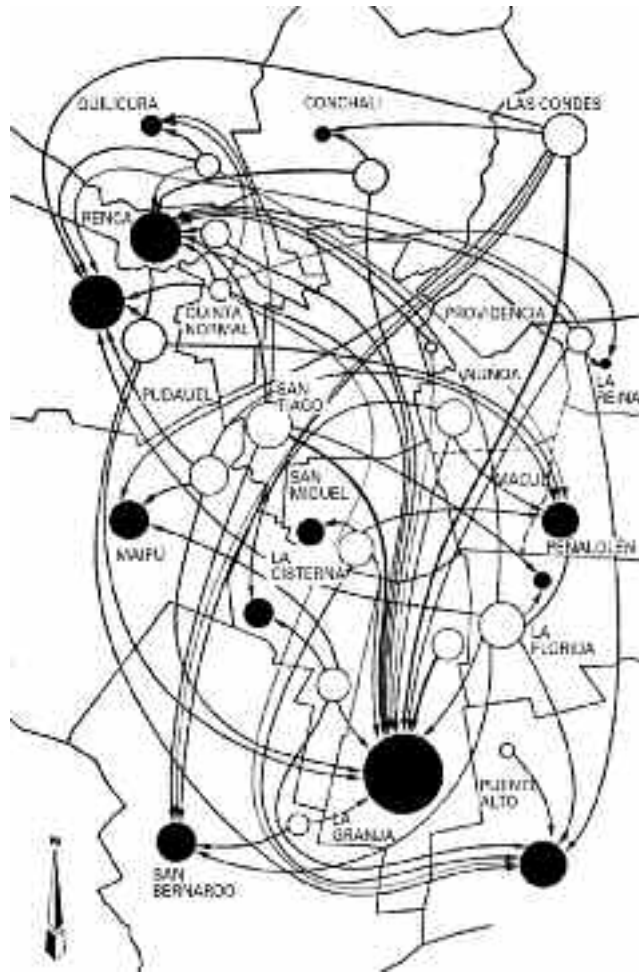 QUILICURA
CONCHALI
LAS CONDES
RENCA
QUINTA
NORMAL
PROVIDENCIA
PUDAUEL
SAN
TIAGO
ÑUÑOA
LA
REINA
SAN
MIGUEL
MACUL
MAIPU
LA
CISTERNA
PEÑALOLEN
LA
FLORIDA
PUENTE
ALTO
LA
GRANJA
SAN
BERNARDO